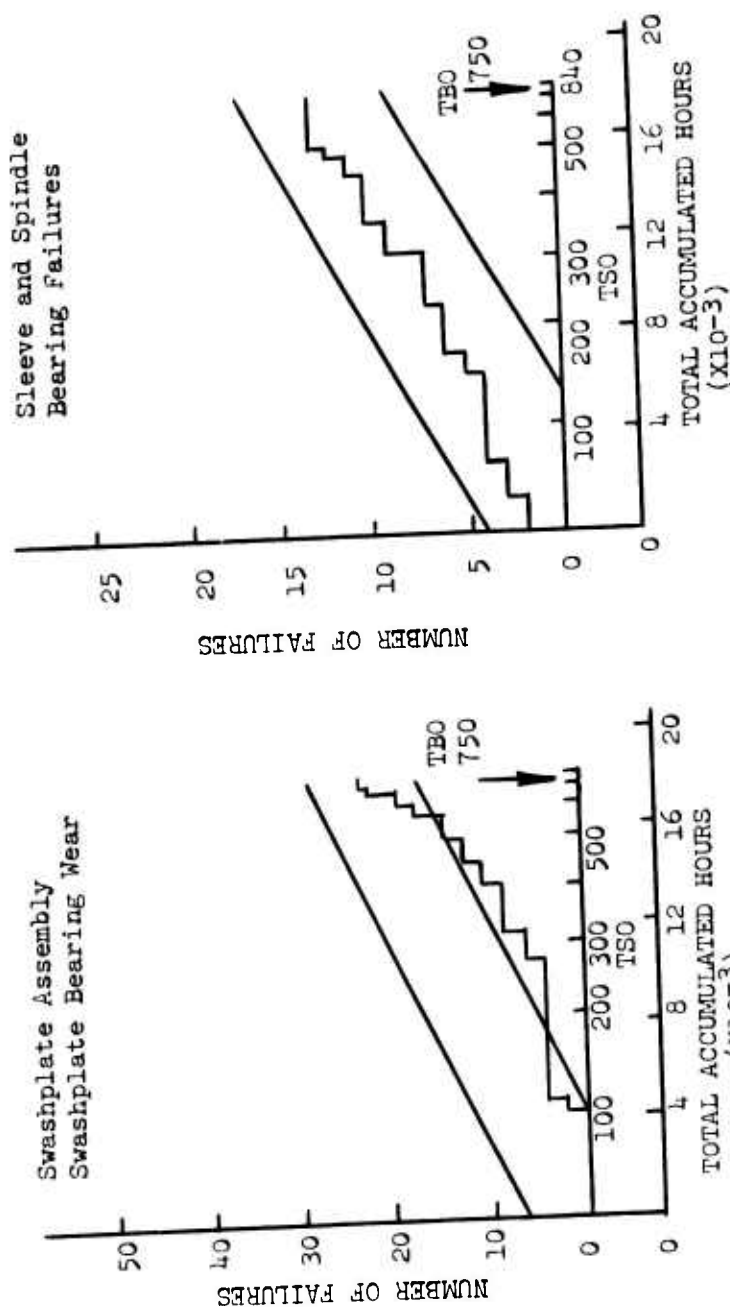 Swashplate Assembly
Swashplate Bearing Wear
NUMBER OF FAILURES
50
30
20
10
0
0
100
200
300
500
TSO
TBO
750
4
8
12
16
20
TOTAL ACCUMULATED HOURS
Sleeve and Spindle
Bearing Failures
NUMBER OF FAILURES
25
20
15
10
5
0
0
100
200
300
500
840
TSO
TBO
750
4
8
12
16
20
TOTAL ACCUMULATED HOURS
(X10-3)